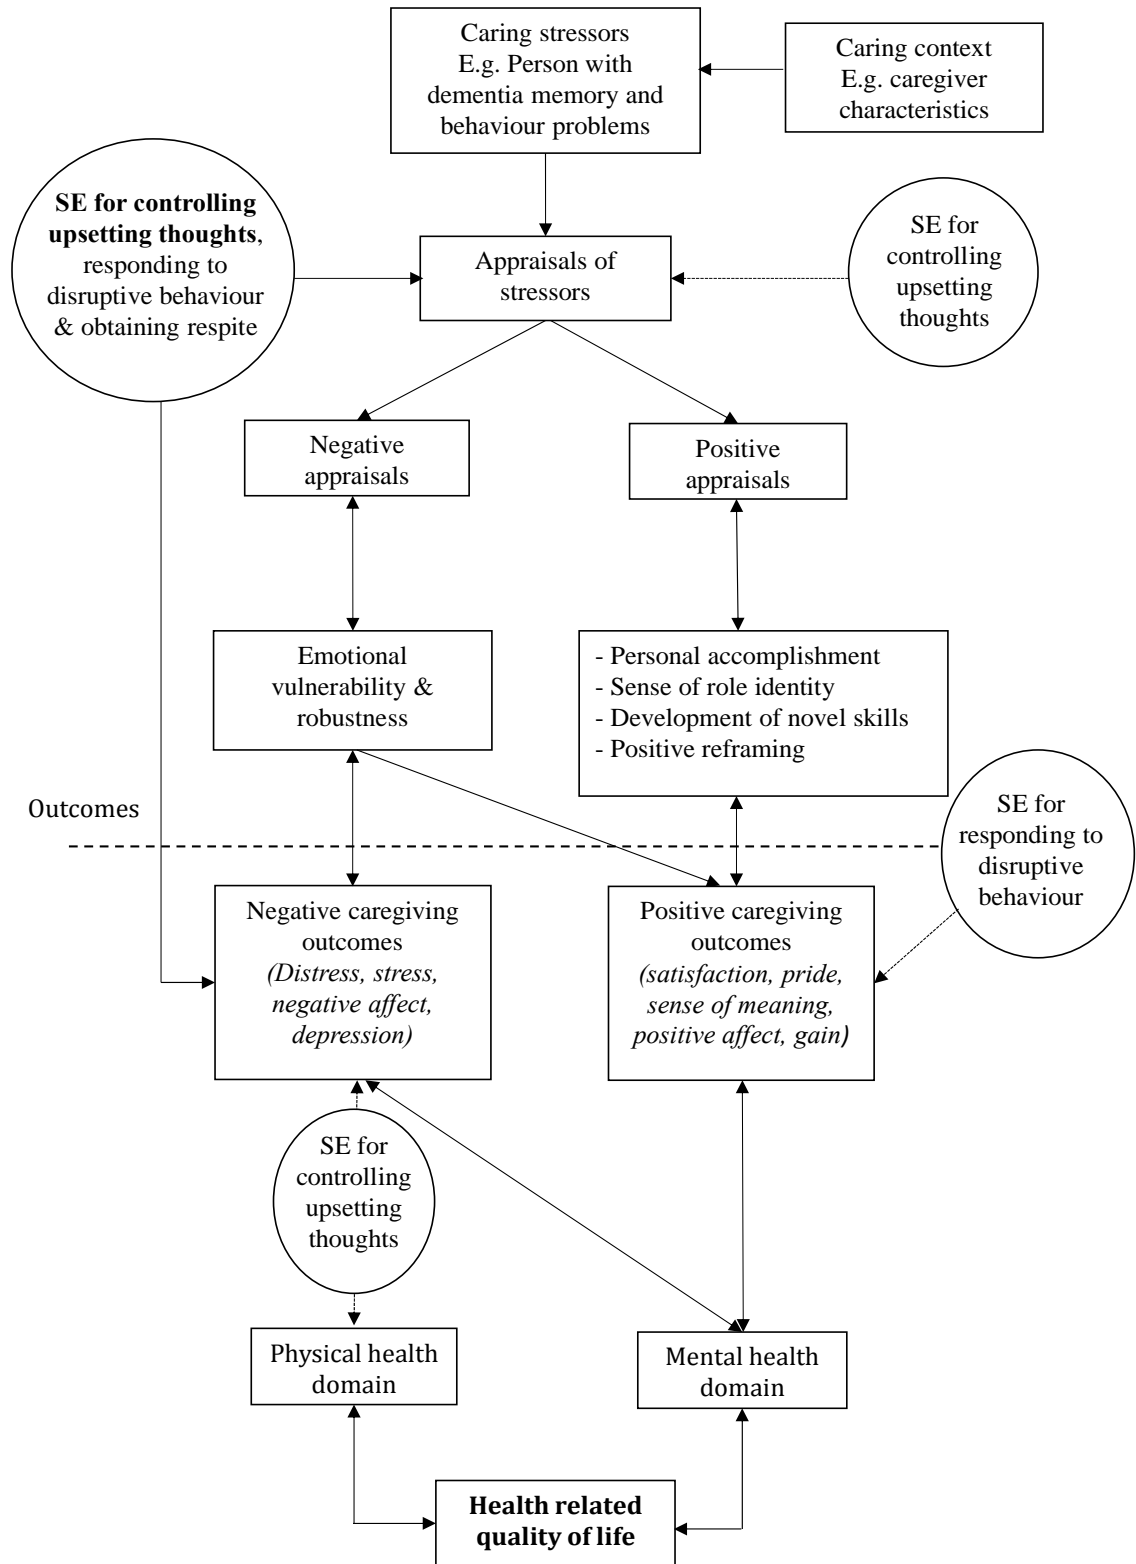 Caring stressors
E.g. Person with
dementia memory and
behaviour problems
Caring context
E.g. caregiver
characteristics
SE for controlling
upsetting thoughts,
responding to
disruptive behaviour
& obtaining respite
Appraisals of
stressors
SE for
controlling
upsetting
thoughts
Negative
appraisals
Positive
appraisals
Emotional
vulnerability &
robustness
- Personal accomplishment
- Sense of role identity
- Development of novel skills
- Positive reframing
Outcomes
SE for
responding to
disruptive
behaviour
Negative caregiving
outcomes
(Distress, stress,
negative affect,
depression)
Positive caregiving
outcomes
(satisfaction, pride,
sense of meaning,
positive affect, gain)
SE for
controlling
upsetting
thoughts
Physical health
domain
Mental health
domain
Health related
quality of life